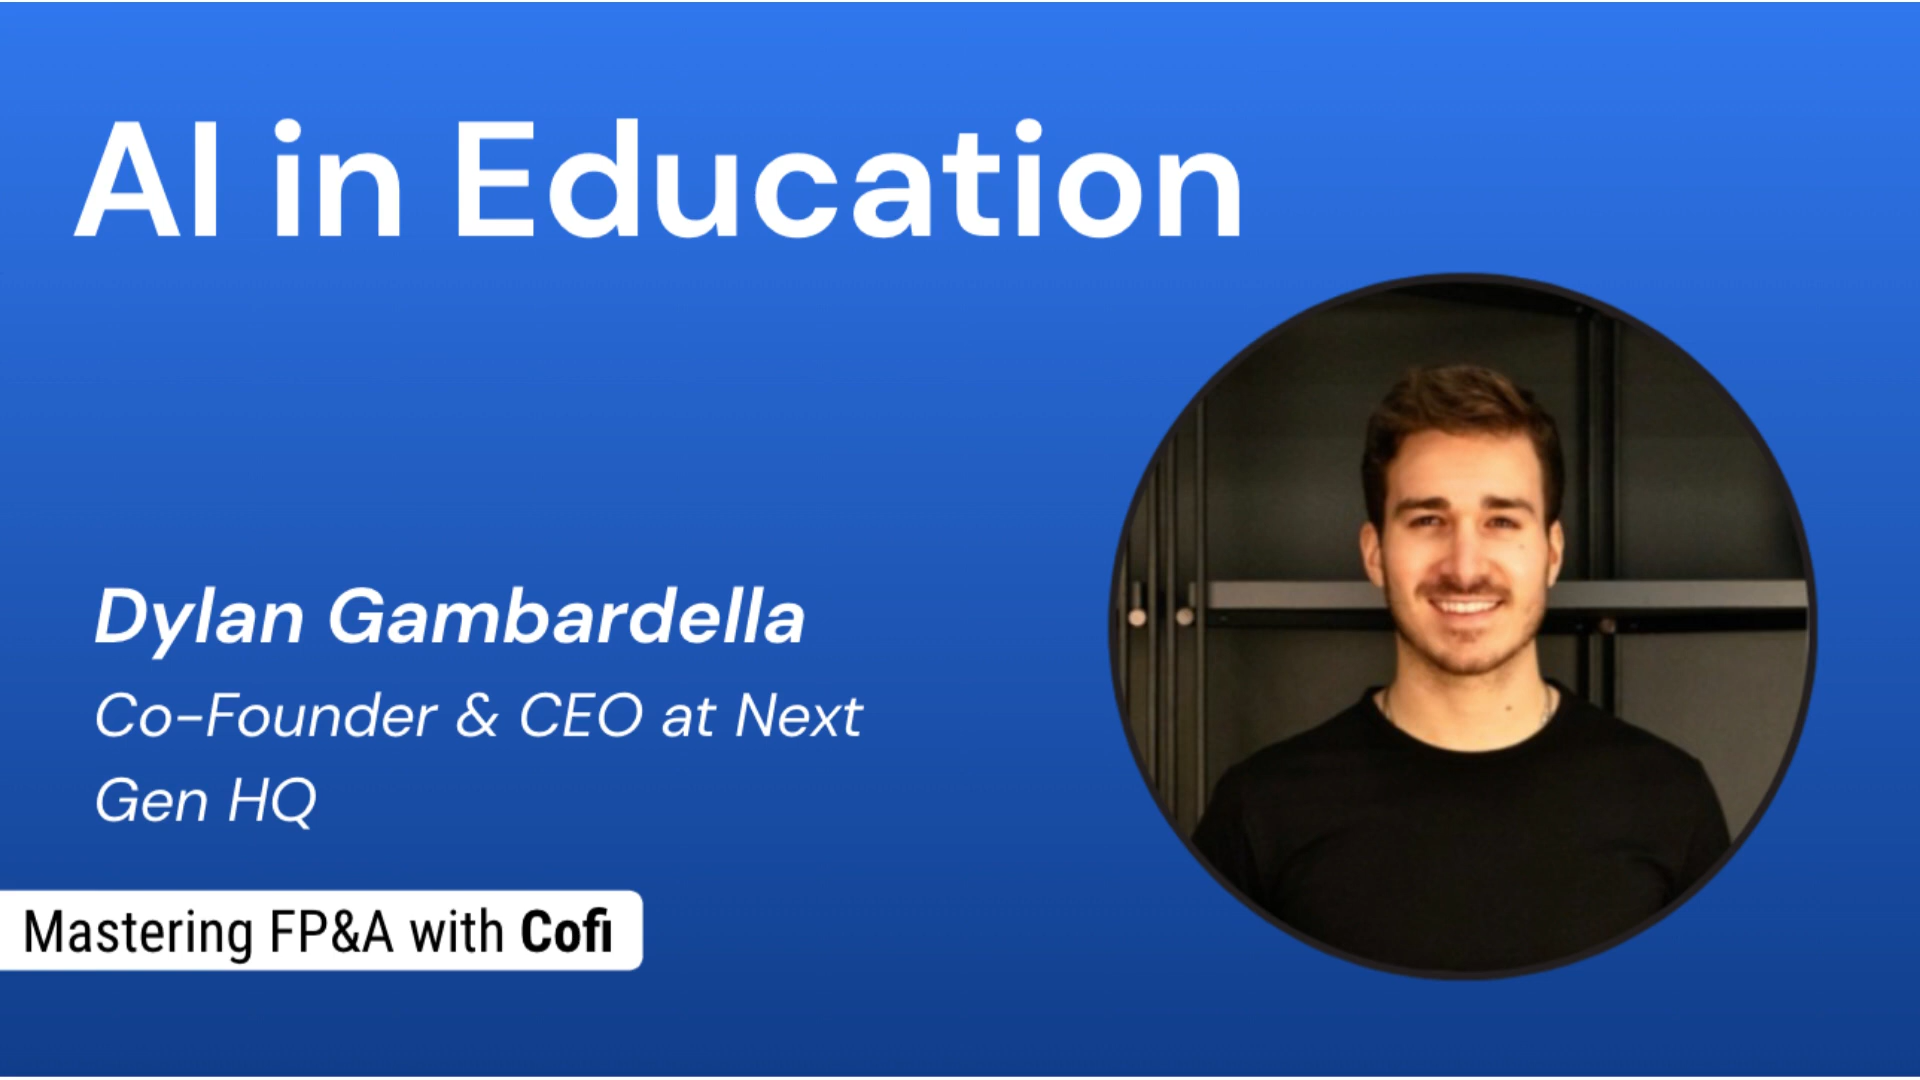 AI in Education
Dylan Gambardella
Co-Founder & CEO at Next
Gen HQ
Mastering FP&A with Cofi